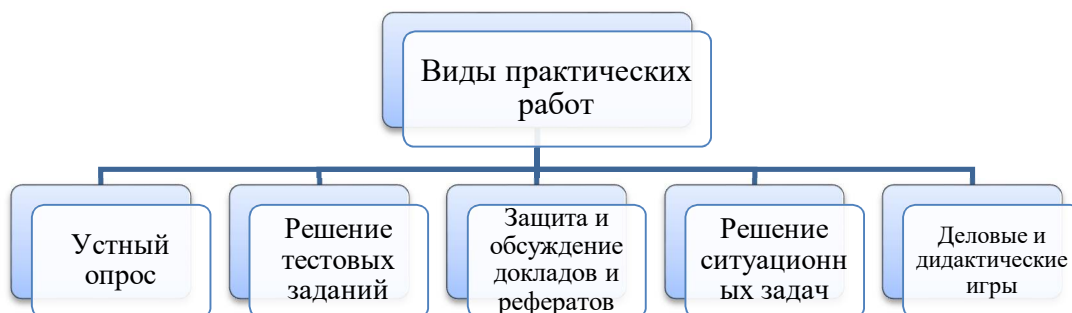 Виды практических
работ
Устный
опрос
Решение
тестовых
заданий
Защита и
обсуждение
докладов и
рефератов
Решение
ситуационн
ых задач
Деловые и
дидактические
игры